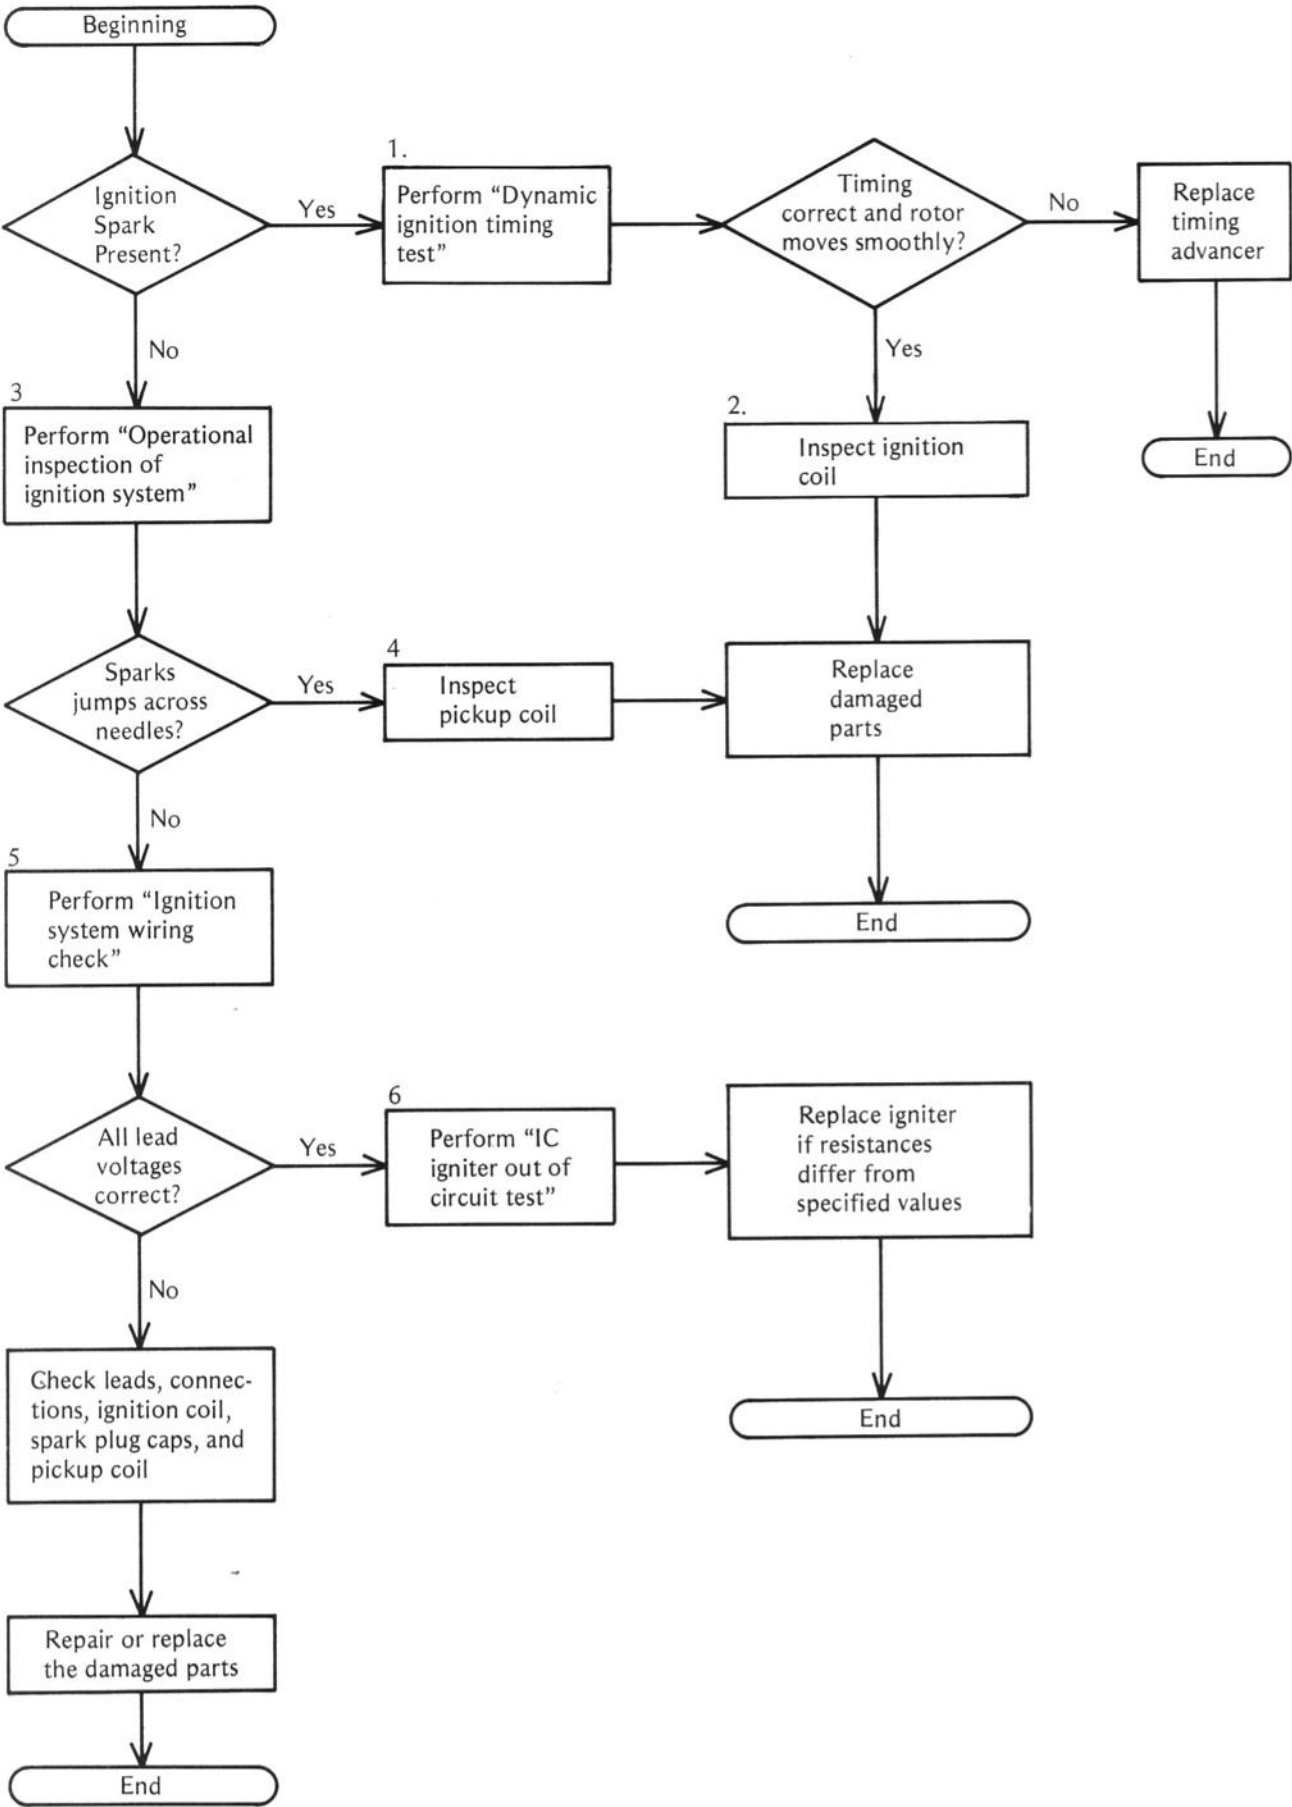 Beginning
Ignition
Spark
Present?
Yes
1.
Perform “Dynamic
ignition timing
test”
Timing
correct and rotor
moves smoothly?
No
Replace
timing
advancer
End
Yes
2.
Inspect ignition
coil
No
3
Perform “Operational
inspection of
ignition system”
Sparks
jumps across
needles?
Yes
4
Inspect
pickup coil
Replace
damaged
parts
End
No
5
Perform “Ignition
system wiring
check”
All lead
voltages
correct?
Yes
6
Perform “IC
igniter out of
circuit test”
Replace igniter
if resistances
differ from
specified values
End
No
Check leads, connec-
tions, ignition coil,
spark plug caps, and
pickup coil
Repair or replace
the damaged parts
End